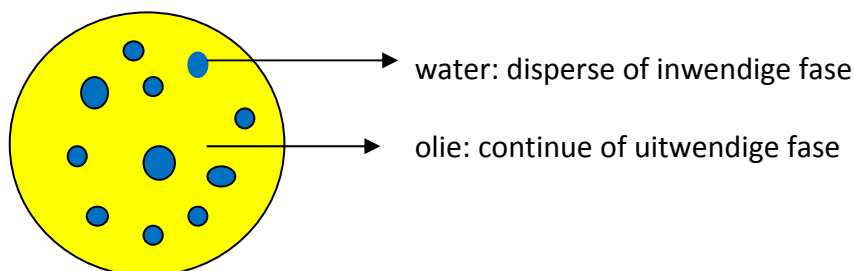 water: disperse of inwendige fase
olie: continue of uitwendige fase